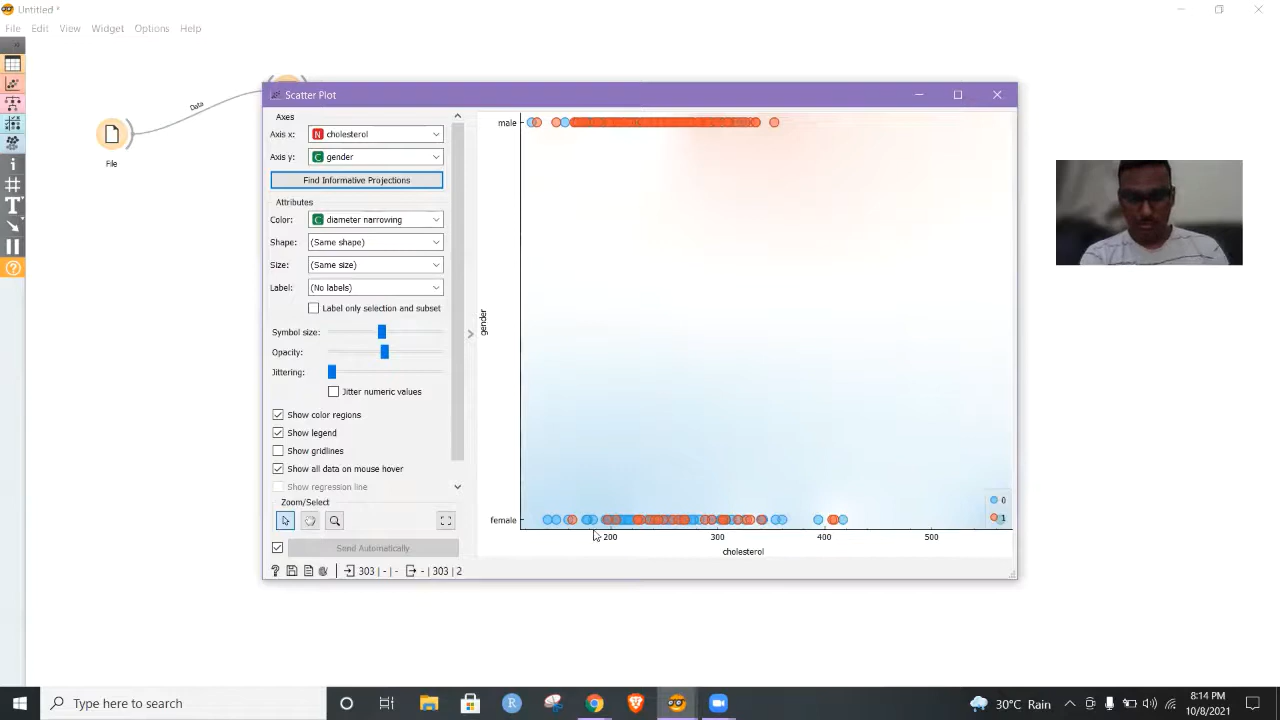 Untitled *
File Edit View Widget Options Help
Data
File
Scatter Plot
Axes
Axis x: N cholesterol
Axis y: C gender
Find Informative Projections
Attributes
Color: C diameter narrowing
Shape: (Same shape)
Size: (Same size)
Label: (No labels)
Label only selection and subset
Symbol size:
Opacity:
Jittering:
Jitter numeric values
Show color regions
Show legend
Show gridlines
Show all data on mouse hover
Show regression line
Zoom/Select
Send Automatically
? 303 | - | - - | 303 | 2
male
gender
female
0
1
200 300 400 500
cholesterol
Type here to search
30°C Rain
8:14 PM
10/8/2021